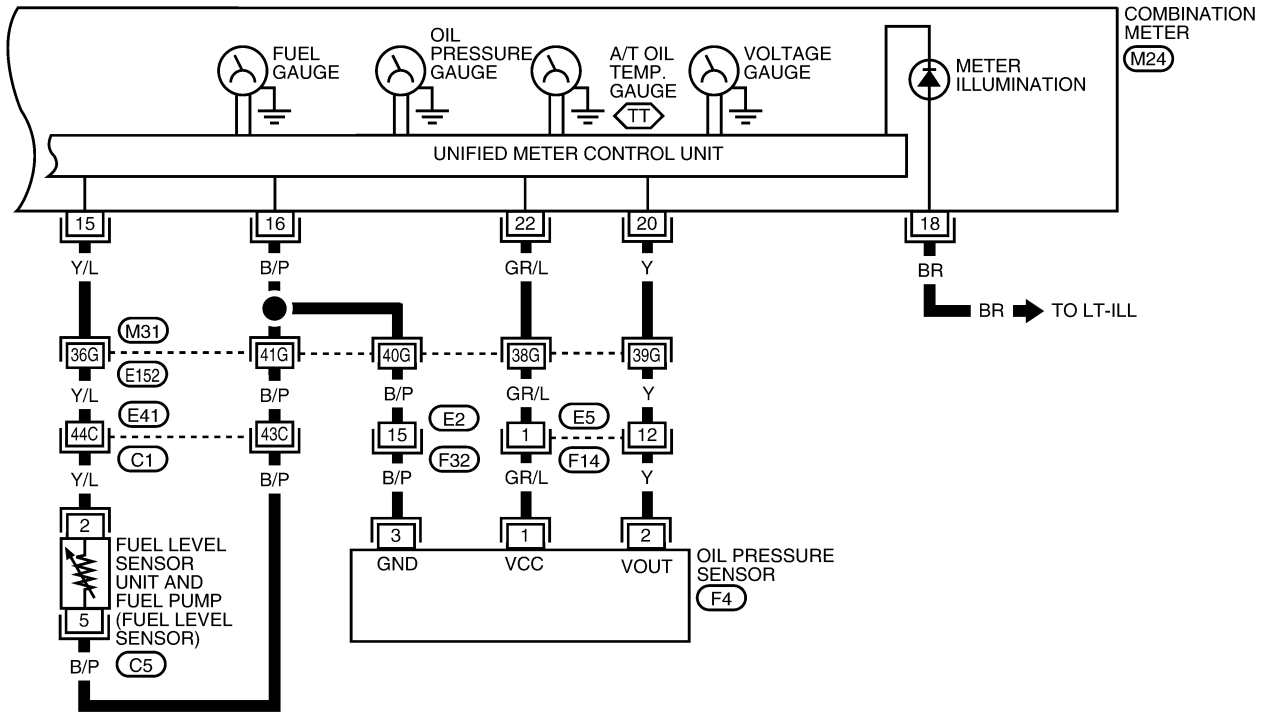 COMBINATION
METER
M24
FUEL
GAUGE
OIL
PRESSURE
GAUGE
A/T OIL
TEMP.
GAUGE
TT
VOLTAGE
GAUGE
METER
ILLUMINATION
UNIFIED METER CONTROL UNIT
15
16
22
20
18
Y/L
B/P
GR/L
Y
BR
BR
TO LT-ILL
M31
36G
41G
40G
38G
39G
E152
Y/L
B/P
B/P
GR/L
Y
E41
E2
E5
44C
43C
15
1
12
C1
F32
F14
Y/L
B/P
B/P
GR/L
Y
2
3
1
2
GND
VCC
VOUT
OIL PRESSURE
SENSOR
F4
FUEL LEVEL
SENSOR
UNIT AND
FUEL PUMP
(FUEL LEVEL
SENSOR)
5
B/P
C5